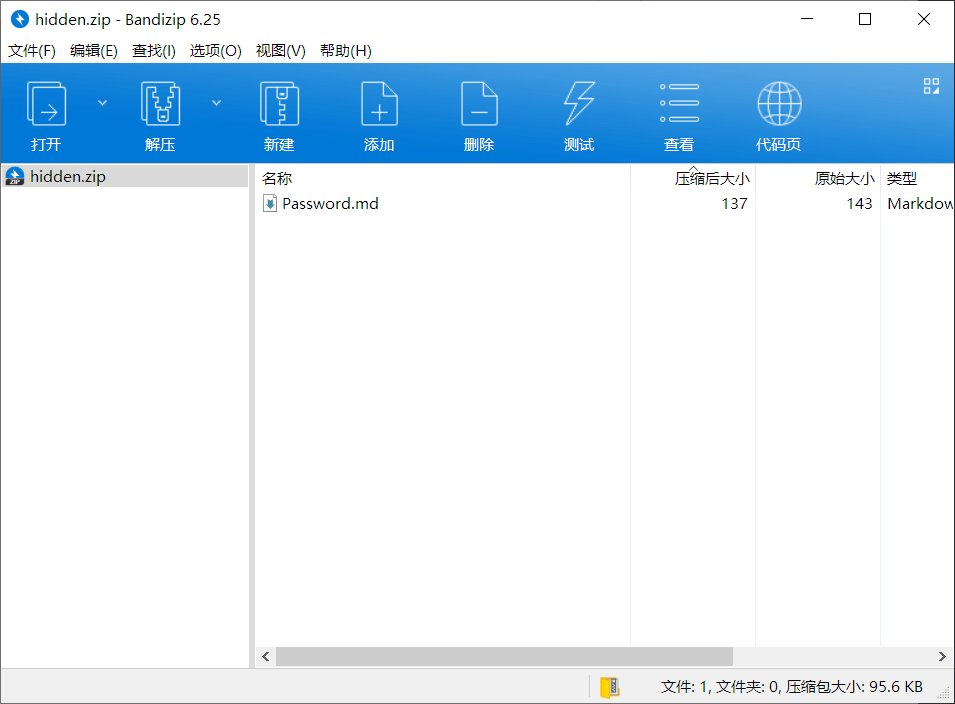 hidden.zip - Bandizip 6.25
文件(F) 编辑(E) 查找(I) 选项(O) 视图(V) 帮助(H)
打开 解压 新建 添加 删除 测试 查看 代码页
hidden.zip
名称 压缩后大小 原始大小 类型
Password.md 137 143 Markdow
文件: 1, 文件夹: 0, 压缩包大小: 95.6 KB